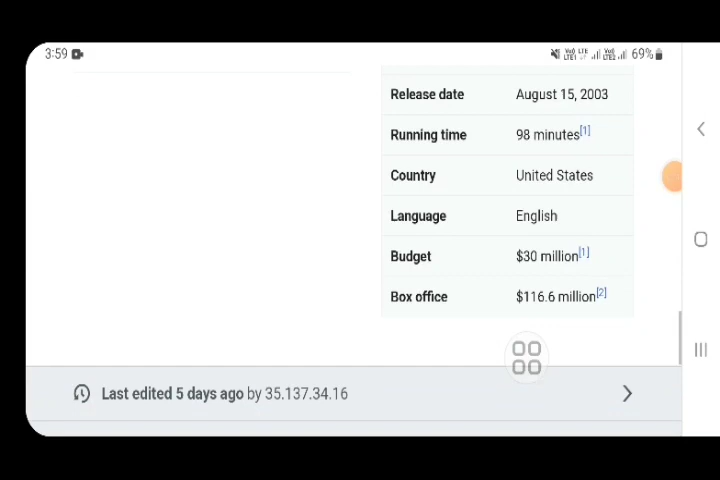 3:59 69%
Release date August 15, 2003
Running time 98 minutes[1]
Country United States
Language English
Budget $30 million[1]
Box office $116.6 million[2]
Last edited 5 days ago by 35.137.34.16